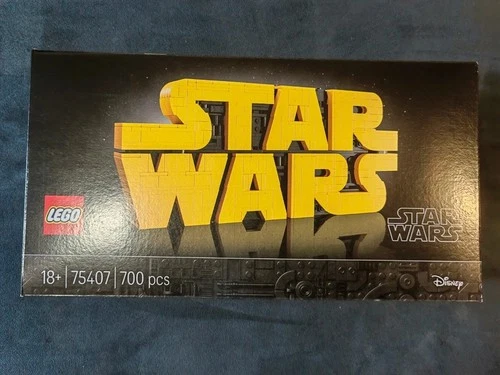 STAR
WARS
LEGO
STAR
WARS
18+ | 75407 | 700 pcs
Disney